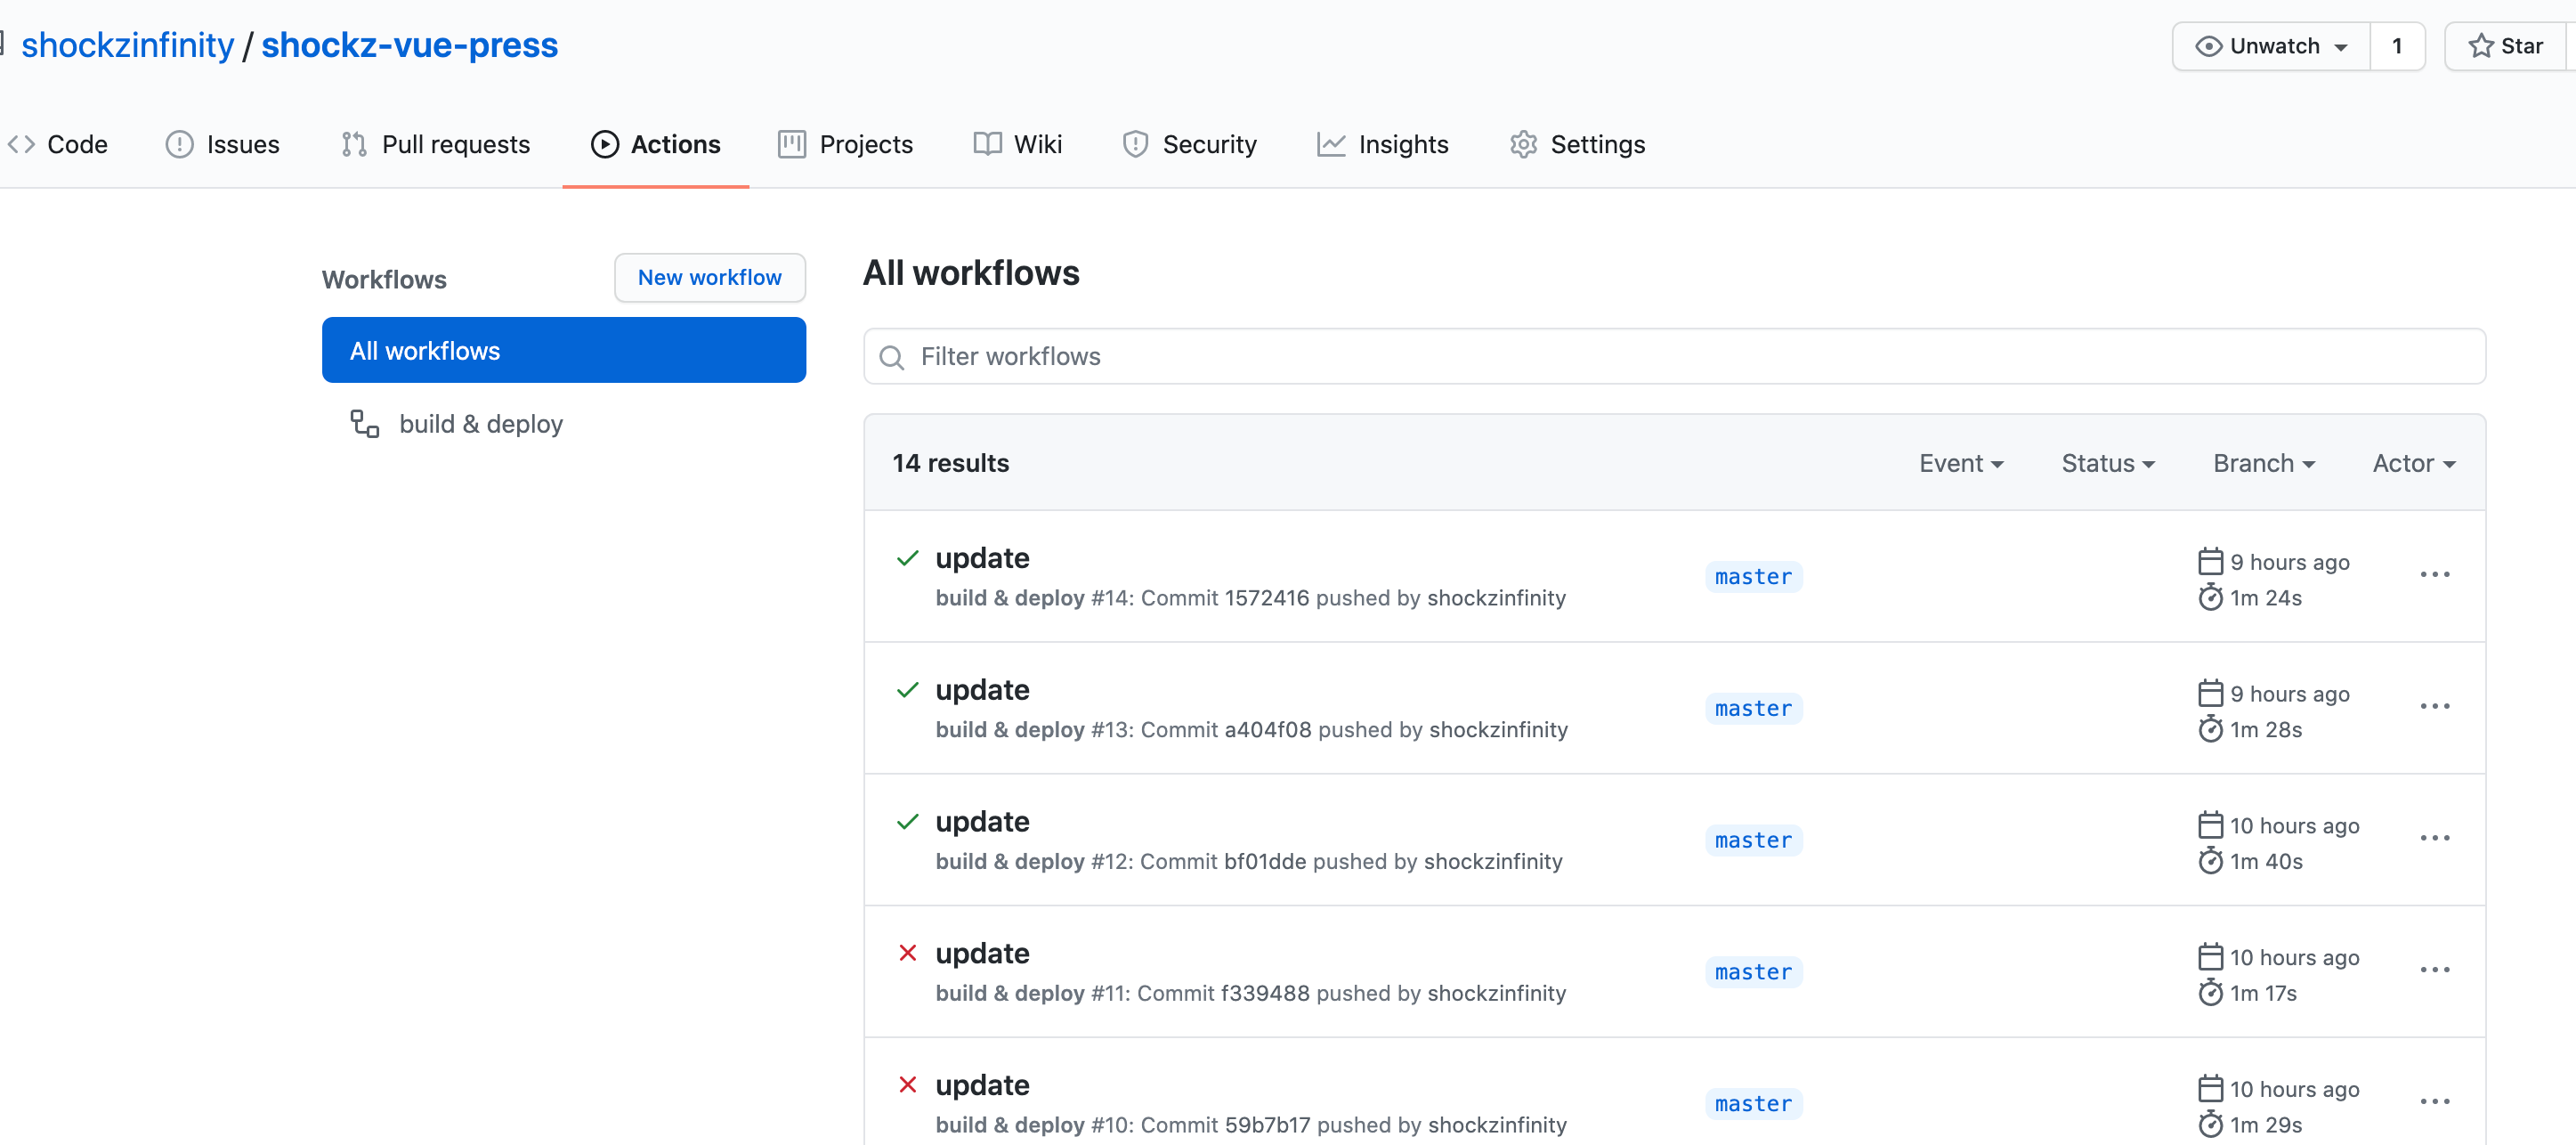 shockzinfinity / shockz-vue-press
Unwatch 1 Star
Code Issues Pull requests Actions Projects Wiki Security Insights Settings
Workflows New workflow
All workflows
build & deploy
All workflows
Filter workflows
14 results Event Status Branch Actor
update
build & deploy #14: Commit 1572416 pushed by shockzinfinity
master
9 hours ago
1m 24s
update
build & deploy #13: Commit a404f08 pushed by shockzinfinity
master
9 hours ago
1m 28s
update
build & deploy #12: Commit bf01dde pushed by shockzinfinity
master
10 hours ago
1m 40s
update
build & deploy #11: Commit f339488 pushed by shockzinfinity
master
10 hours ago
1m 17s
update
build & deploy #10: Commit 59b7b17 pushed by shockzinfinity
master
10 hours ago
1m 29s